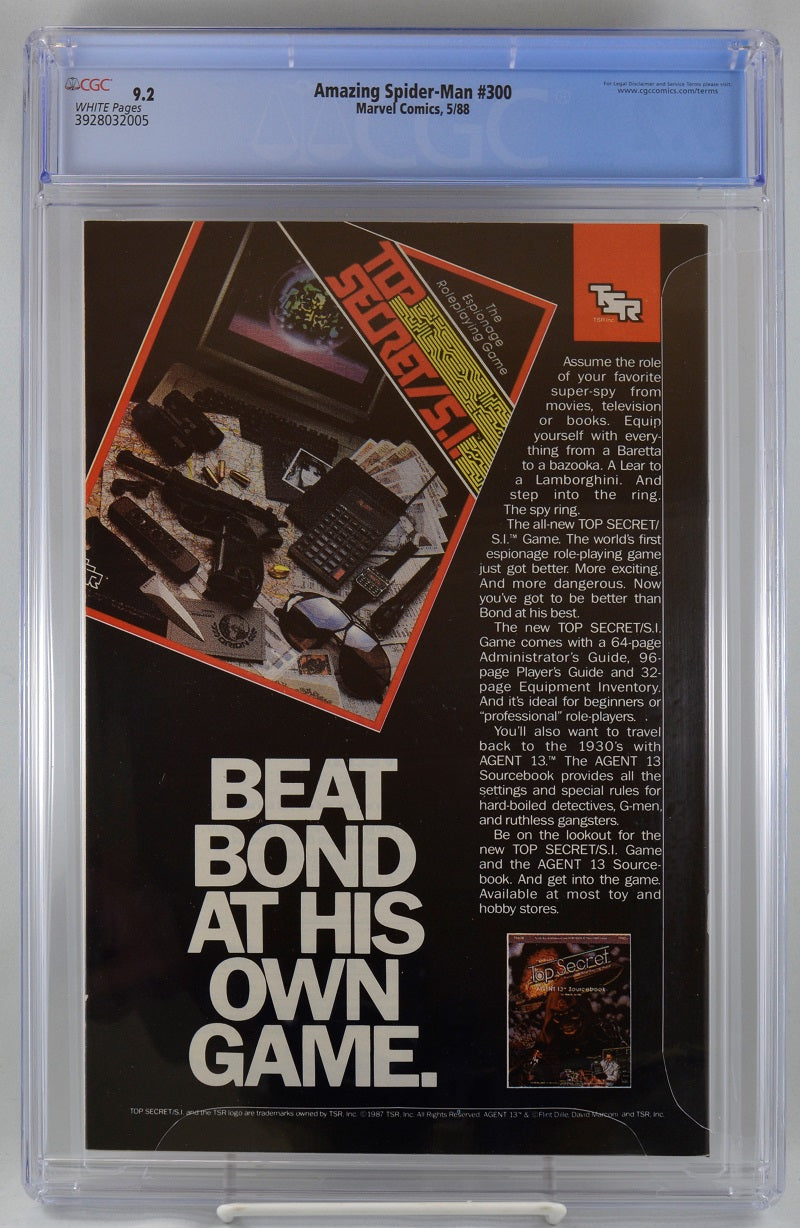 CGC 9.2
WHITE Pages
3928032005
Amazing Spider-Man #300
Marvel Comics, 5/88
For Legal Disclaimer and Service Terms please visit:
www.cgccomics.com/terms
CGC
TOP
SECRET/S.I.
The
Espionage
Roleplaying Game
TSR
TSR Inc.
ORION
Assume the role
of your favorite
super-spy from
movies, television
or books. Equip
yourself with every-
thing from a Baretta
to a bazooka. A Lear to
a Lamborghini. And
step into the ring.
The spy ring.
The all-new TOP SECRET/
S.I.™ Game. The world's first
espionage role-playing game
just got better. More exciting.
And more dangerous. Now
you've got to be better than
Bond at his best.
The new TOP SECRET/S.I.
Game comes with a 64-page
Administrator's Guide, 96-
page Player's Guide and 32-
page Equipment Inventory.
And it's ideal for beginners or
"professional" role-players.
You'll also want to travel
back to the 1930's with
AGENT 13.™ The AGENT 13
Sourcebook provides all the
settings and special rules for
hard-boiled detectives, G-men,
and ruthless gangsters.
Be on the lookout for the
new TOP SECRET/S.I. Game
and the AGENT 13 Source-
book. And get into the game.
Available at most toy and
hobby stores.
BEAT
BOND
AT HIS
OWN
GAME.
Top Secret
AGENT 13™ Sourcebook
TOP SECRET/S.I. and the TSR logo are trademarks owned by TSR, Inc. ©1987 TSR, Inc. All Rights Reserved. AGENT 13™ & ©Flint Dille, David Marconi and TSR, Inc.